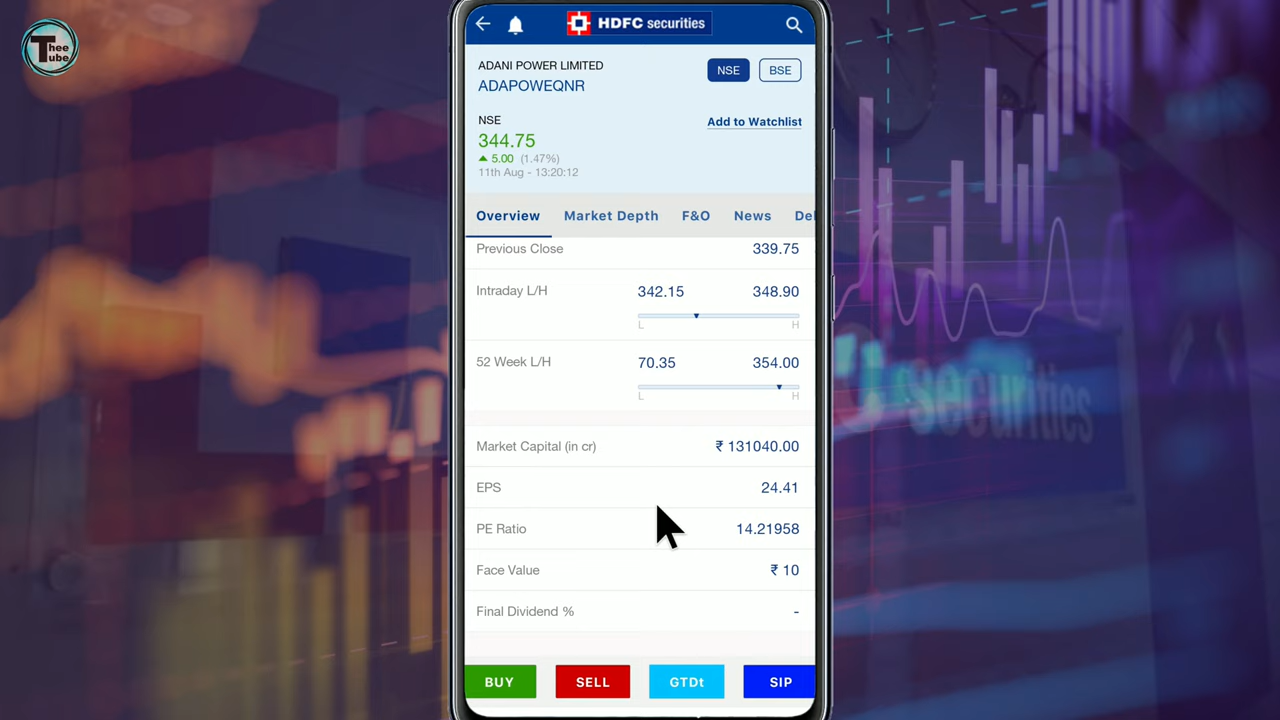 Thee
Tube
HDFC securities
ADANI POWER LIMITED
NSE
BSE
ADAPOWEQNR
NSE
Add to Watchlist
344.75
5.00 (1.47%)
11th Aug - 13:20:12
Overview Market Depth F&O News Del
Previous Close 339.75
Intraday L/H 342.15 348.90
L H
52 Week L/H 70.35 354.00
L H
securities
Market Capital (in cr) ₹ 131040.00
EPS 24.41
PE Ratio 14.21958
Face Value ₹ 10
Final Dividend % -
BUY SELL GTDt SIP